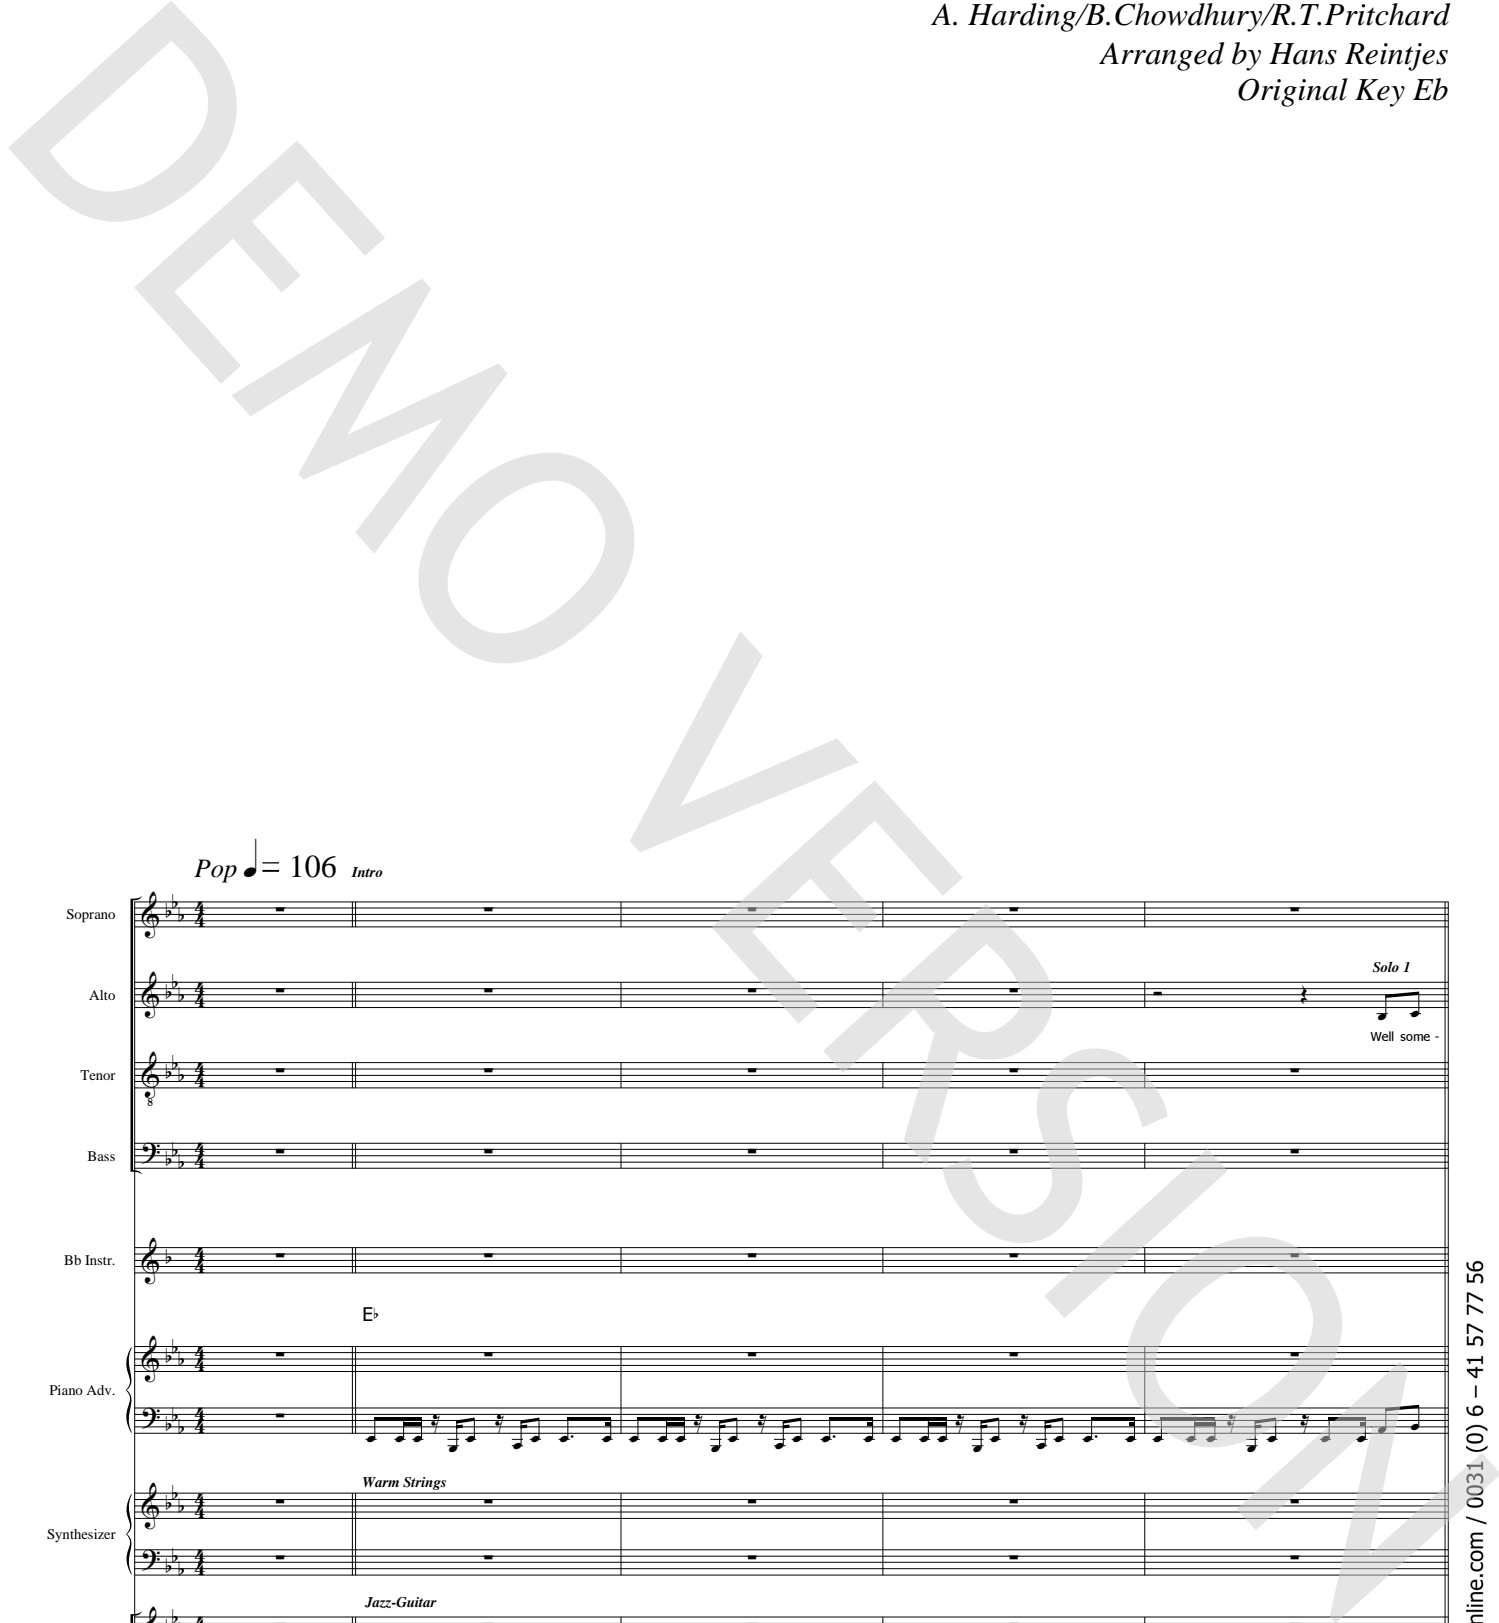 A. Harding/B.Chowdhury/R.T.Pritchard
Arranged by Hans Reintjes
Original Key Eb
DEMO VERSION
Pop ♩= 106 Intro
Soprano
Solo 1
Alto
Well some -
Tenor
8
Bass
Bb Instr.
E♭
Piano Adv.
Warm Strings
Synthesizer
Jazz-Guitar
nline.com / 0031 (0) 6 – 41 57 77 56